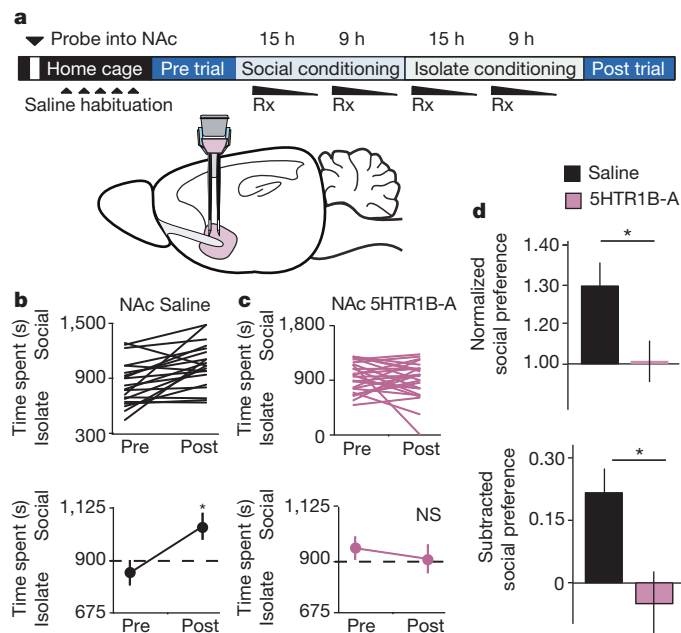 a
Probe into NAc
15 h 9 h 15 h 9 h
Home cage Pre trial Social conditioning Isolate conditioning Post trial
Saline habituation
Rx Rx Rx Rx
Saline
5HTR1B-A
b
NAc Saline
Time spent (s)
Isolate Social
1,500
900
300
Pre Post
Time spent (s)
Isolate Social
1,125
900
675
*
Pre Post
c
NAc 5HTR1B-A
Time spent (s)
Isolate Social
1,800
900
0
Pre Post
Time spent (s)
Isolate Social
1,125
900
675
NS
Pre Post
d
Normalized
social preference
1.40
1.30
1.20
1.00
*
Subtracted
social preference
0.30
0.15
0
*